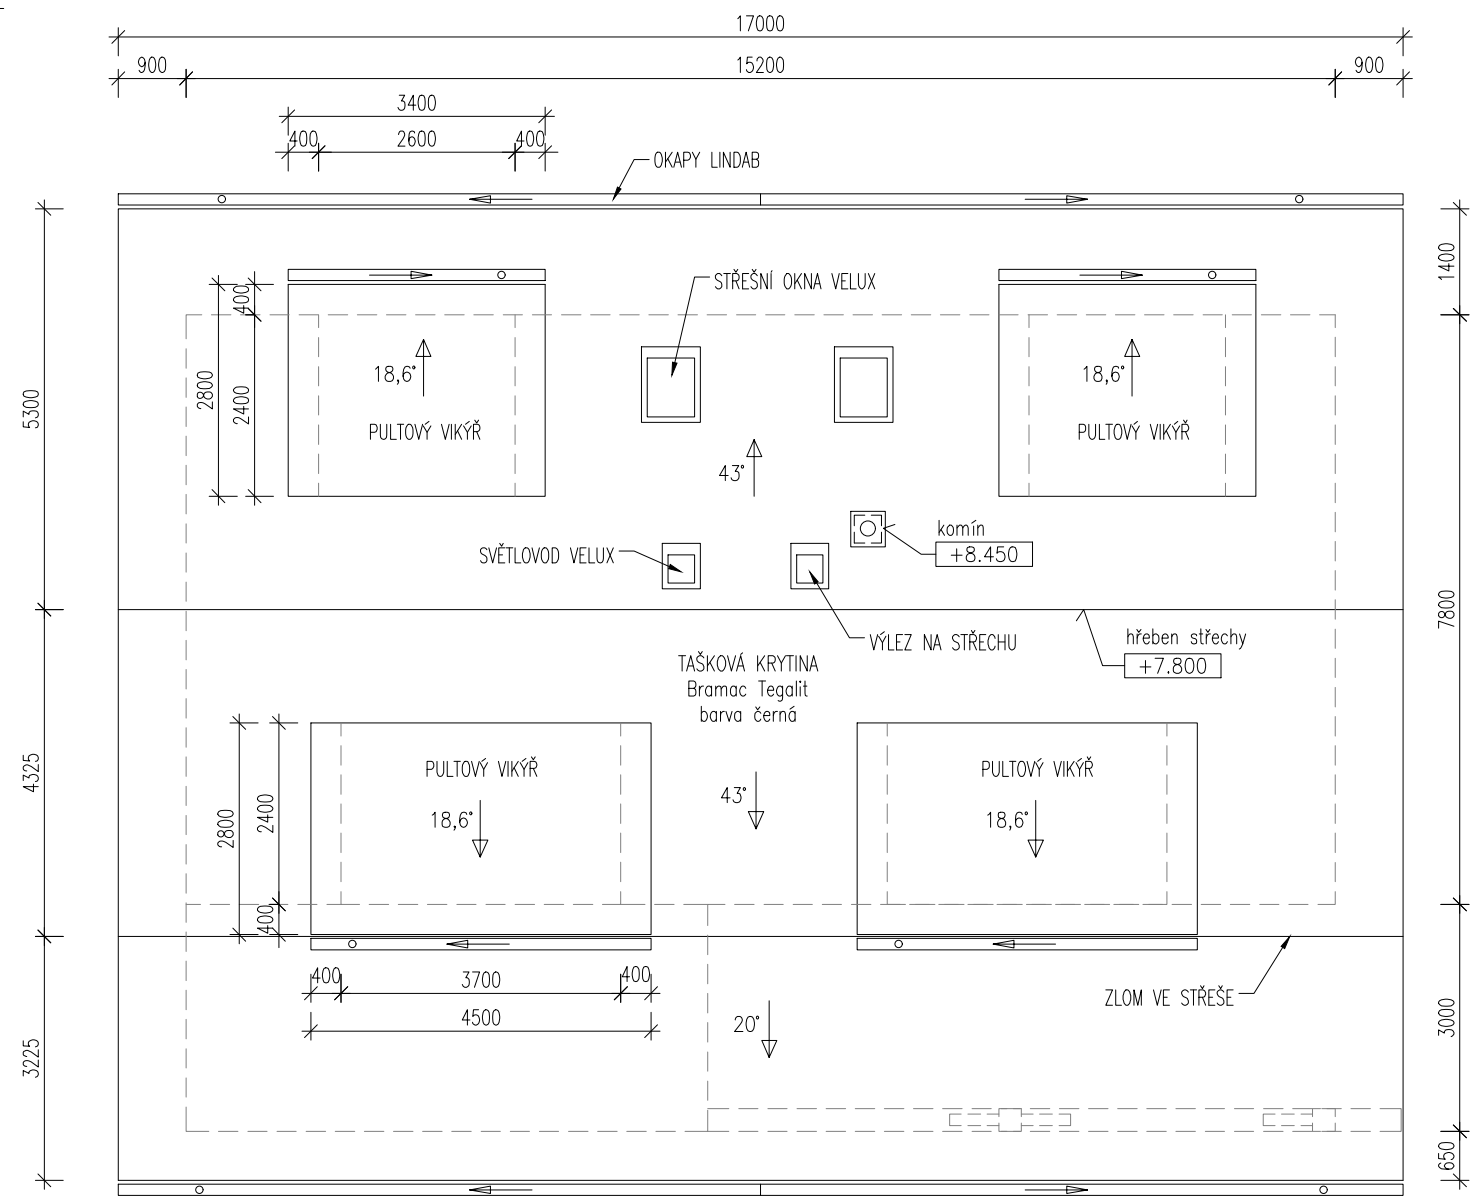 17000
900
15200
900
3400
400
2600
400
OKAPY LINDAB
1400
STŘEŠNÍ OKNA VELUX
400
18,6°
18,6°
2800
2400
5300
PULTOVÝ VIKÝŘ
PULTOVÝ VIKÝŘ
43°
komín
+8.450
SVĚTLOVOD VELUX
7800
hřeben střechy
+7.800
VÝLEZ NA STŘECHU
TAŠKOVÁ KRYTINA
Bramac Tegalit
barva černá
4325
PULTOVÝ VIKÝŘ
PULTOVÝ VIKÝŘ
43°
2800
2400
18,6°
18,6°
400
400
3700
400
4500
ZLOM VE STŘEŠE
20°
3000
3225
650